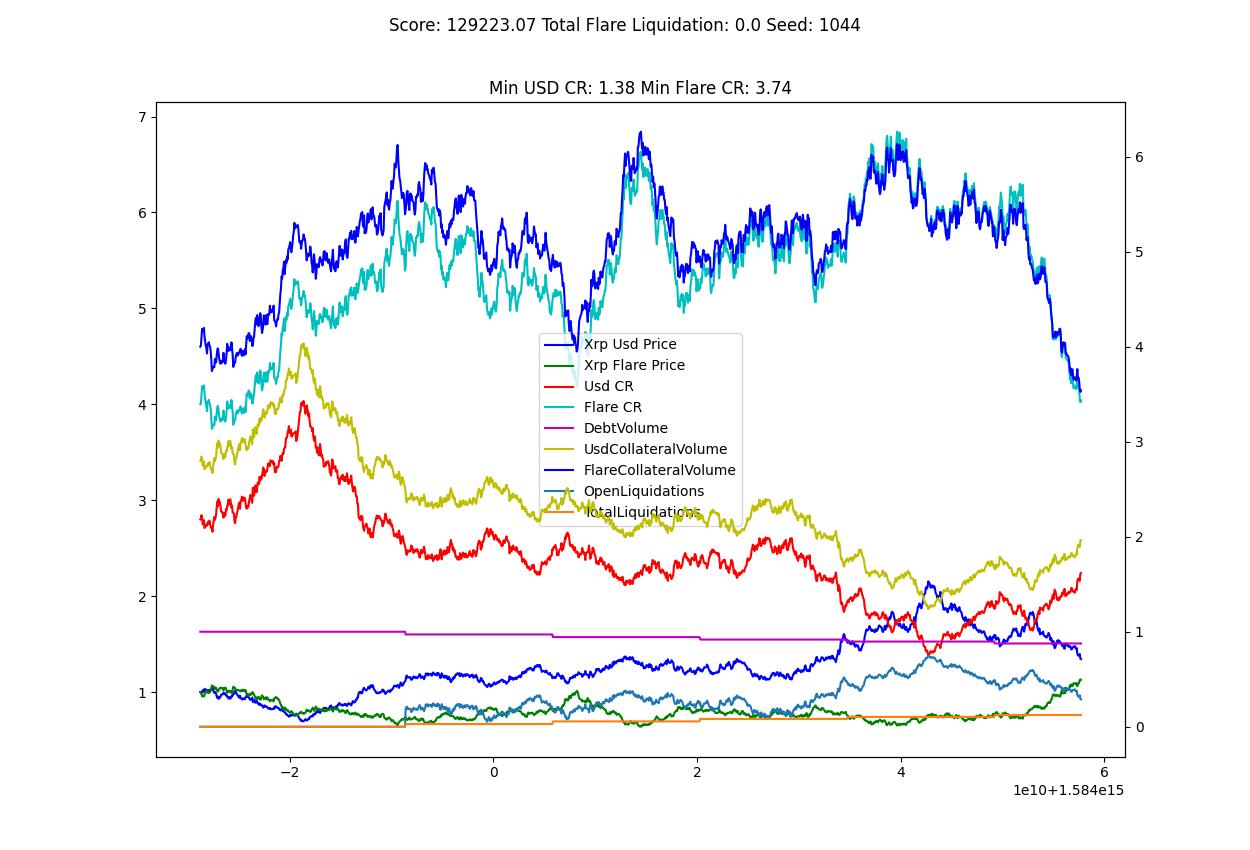 Score: 129223.07 Total Flare Liquidation: 0.0 Seed: 1044
Min USD CR: 1.38 Min Flare CR: 3.74
7
6
5
4
3
2
1
6
5
4
3
2
1
0
Xrp Usd Price
Xrp Flare Price
Usd CR
Flare CR
DebtVolume
UsdCollateralVolume
FlareCollateralVolume
OpenLiquidations
TotalLiquidations
−2 0 2 4 6
1e10+1.584e15